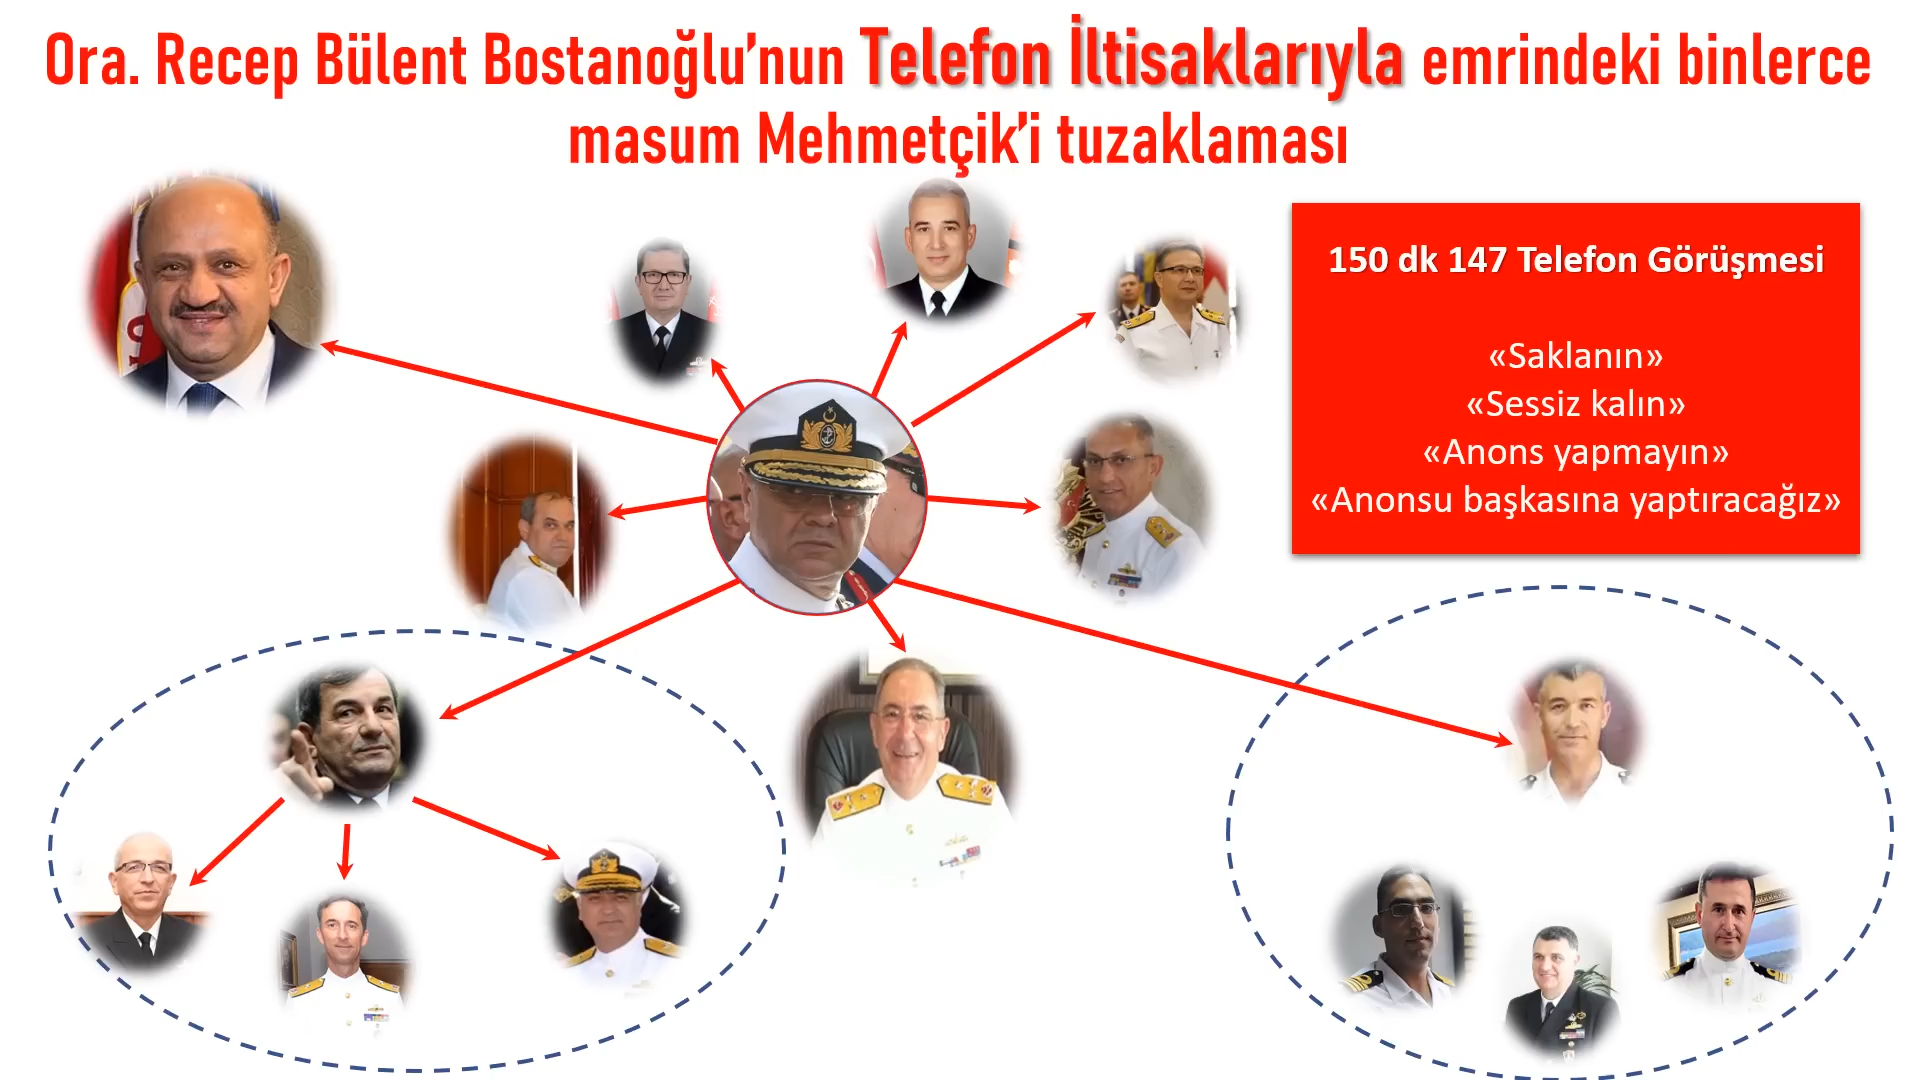 Ora. Recep Bülent Bostanoğlu’nun Telefon İltisaklarıyla emrindeki binlerce
masum Mehmetçik’i tuzaklaması
150 dk 147 Telefon Görüşmesi
«Saklanın»
«Sessiz kalın»
«Anons yapmayın»
«Anonsu başkasına yaptıracağız»